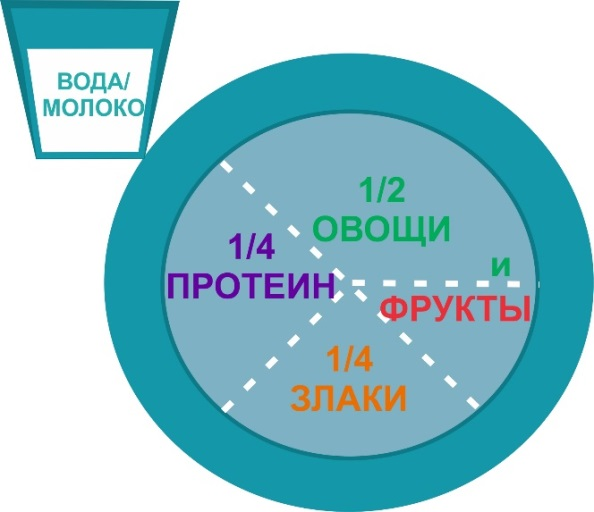 ВОДА/
МОЛОКО
1/2
ОВОЩИ
и
ФРУКТЫ
1/4
ПРОТЕИН
1/4
ЗЛАКИ